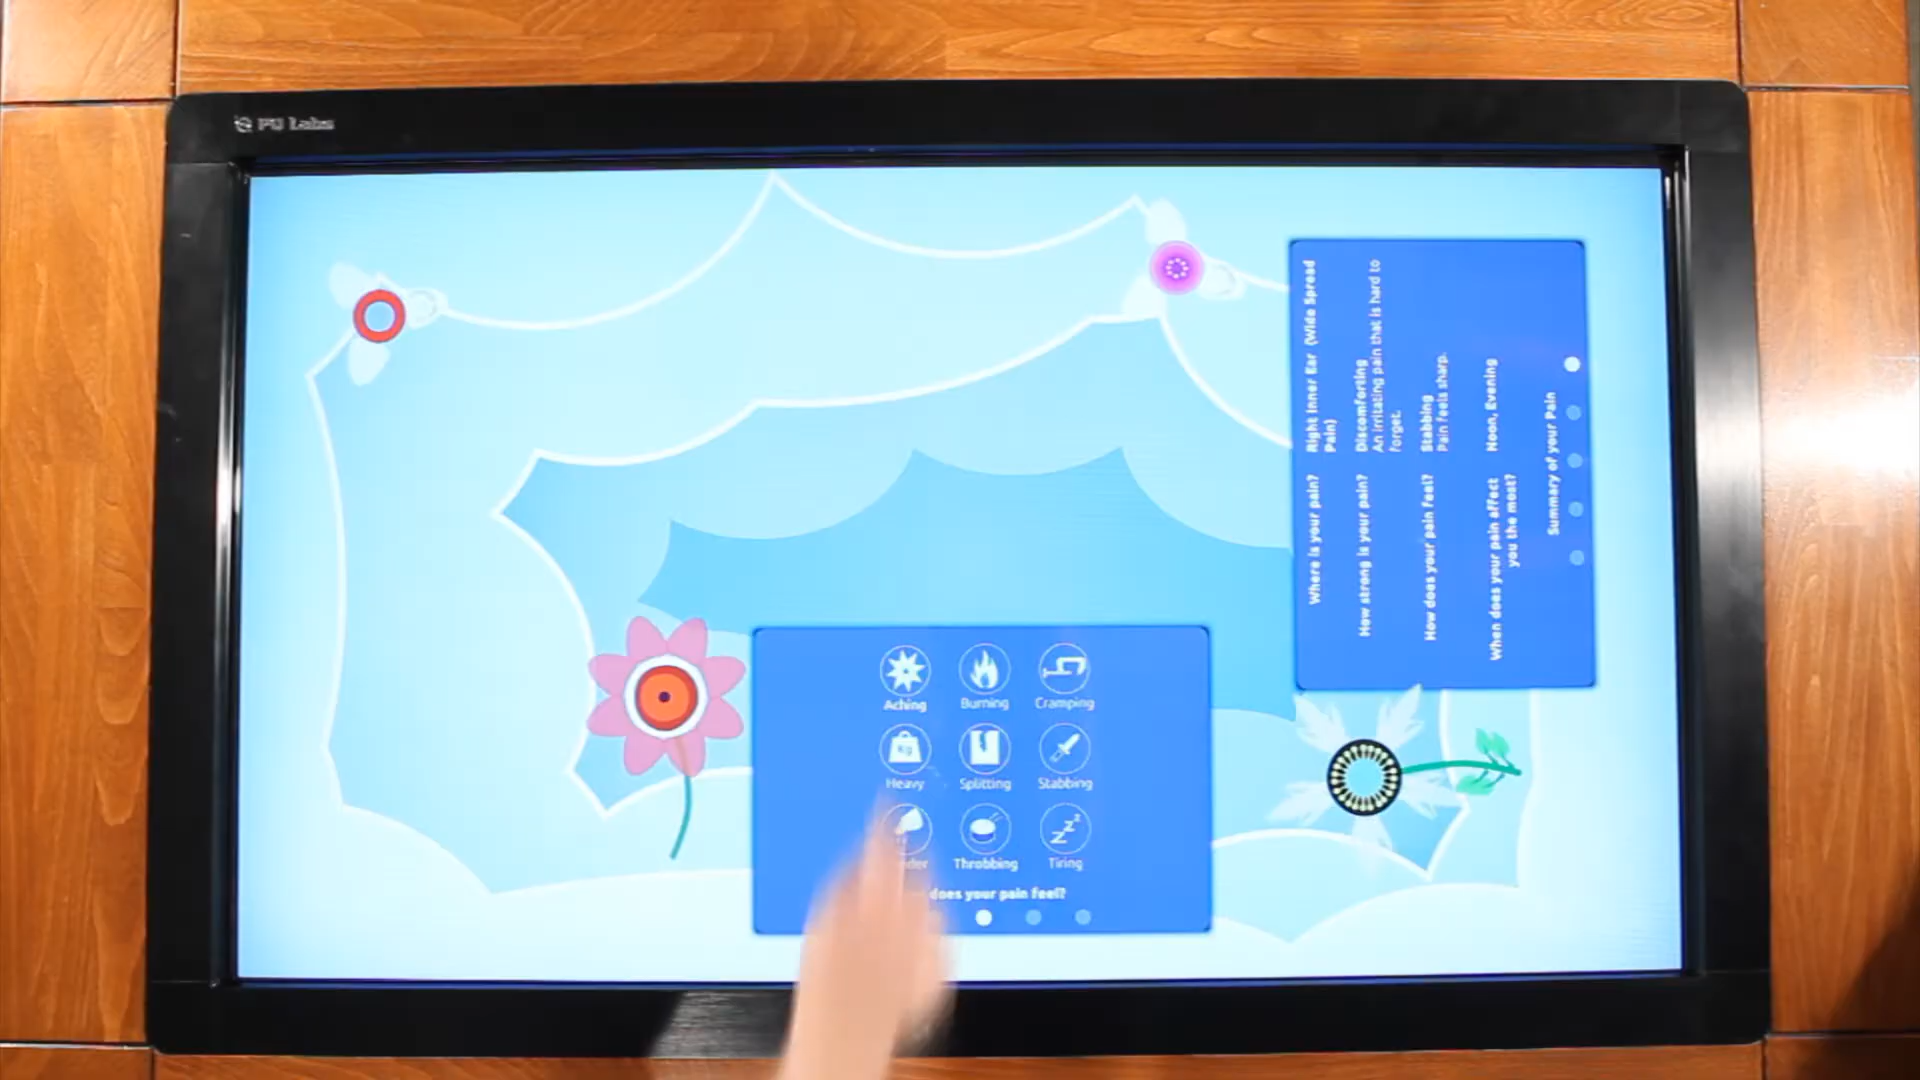 PQ Labs
Aching Burning Cramping
Kg
Heavy Splitting Stabbing
Throbbing Tiring
does your pain feel?
Where is your pain? Right Inner Ear (Wide Spread
Pain)
How strong is your pain? Discomforting
An irritating pain that is hard to
forget.
How does your pain feel? Stabbing
Pain feels sharp.
When does your pain affect Noon, Evening
you the most?
Summary of your Pain